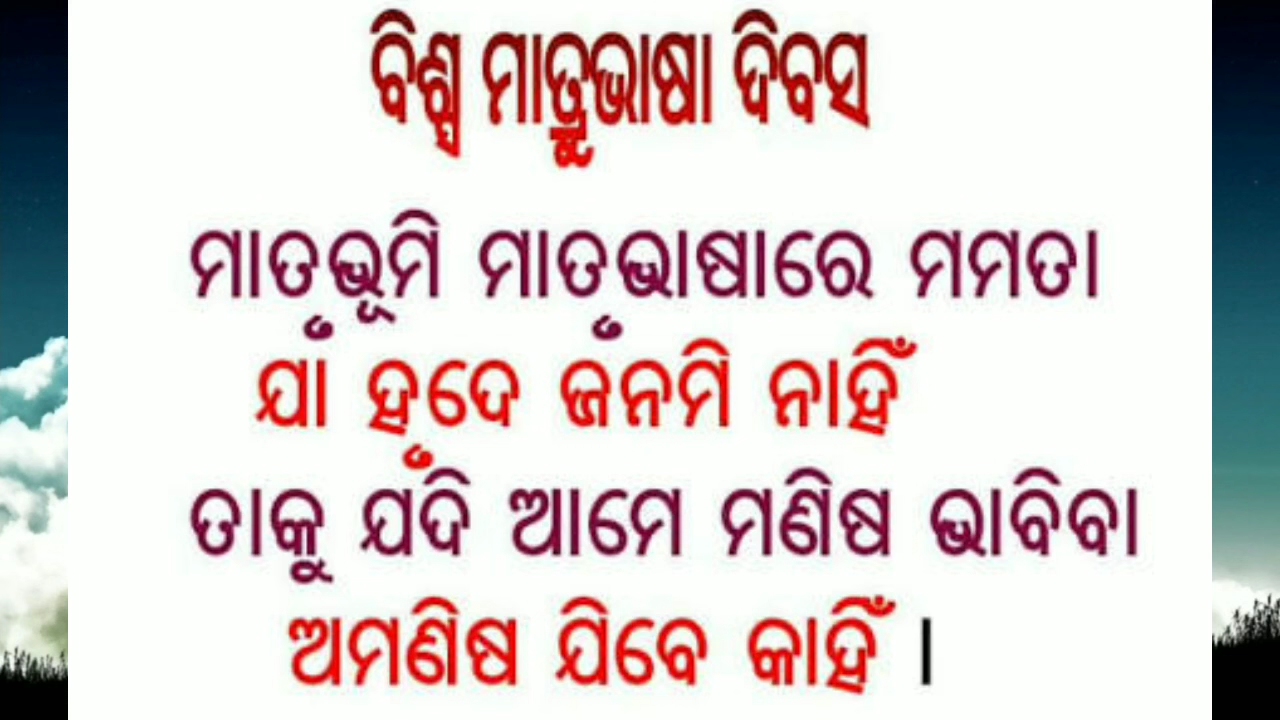 ବିଶ୍ବ ମାତ୍ରୁଭାଷା ଦିବସ
ମାତୃଭୂମି ମାତୃଭାଷାରେ ମମତା
ଯା ହୃଦେ ଜନମି ନାହିଁ
ତାକୁ ଯଦି ଆମେ ମଣିଷ ଭାବିବା
ଅମଣିଷ ଯିବେ କାହିଁ ।